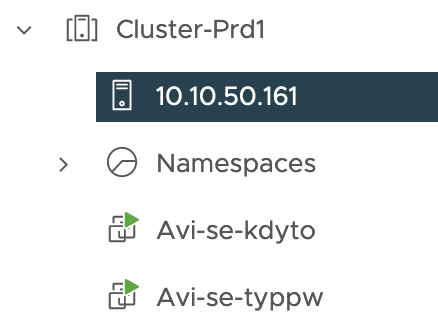 Cluster-Prd1
10.10.50.161
Namespaces
Avi-se-kdyto
Avi-se-typpw